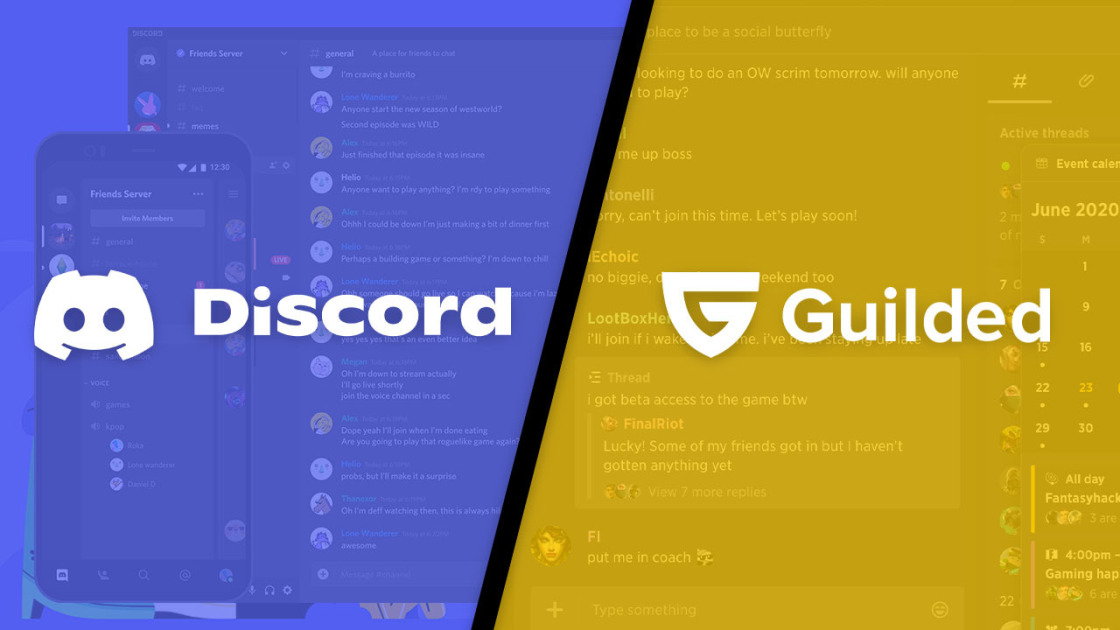 DISCORD
Friends Server
# general A place for friends to chat
I'm craving a burrito
# welcome
Lone Wanderer
Anyone start the new season of westworld?
Second episode was WILD
# memes
Alex
Just finished that episode it was insane
12:30
Hello
Anyone want to play anything? I'm rdy to play something
Friends Server
Invite Members
Alex
Ohhh I could be down I'm just making a bit of dinner first
# general
Hello
Perhaps a building game or something? I'm down to chill
LIVE
Lone Wanderer
Discord
yes yes yes that's an even better idea
Megan
Oh I'm down to stream actually
I'll go live shortly
join the voice channel in a sec
VOICE
games
kpop
Alex
Dope yeah I'll join when I'm done eating
Are you going to play that roguelike game again?
Lone wanderer
Daniel D
Hello
probs, but I'll make it a surprise
Oh I'm deff watching then, this is always
Lone Wanderer
awesome
place to be a social butterfly
looking to do an OW scrim tomorrow. will anyone
to play?
me up boss
can't join this time. Let's play soon!
Echoic
no biggie,
weekend too
Guilded
i'll join if i
i've been staying up late
Thread
i got beta access to the game btw
FinalRiot
Lucky! Some of my friends got in but I haven't
gotten anything yet
View 7 more replies
FI
put me in coach
Type something
#
Active threads
Event
June 2020
S M
1
9
15 16
22 23
29 30
All day
3 are
4:00pm –
Gaming
6 are
22
7:00pm